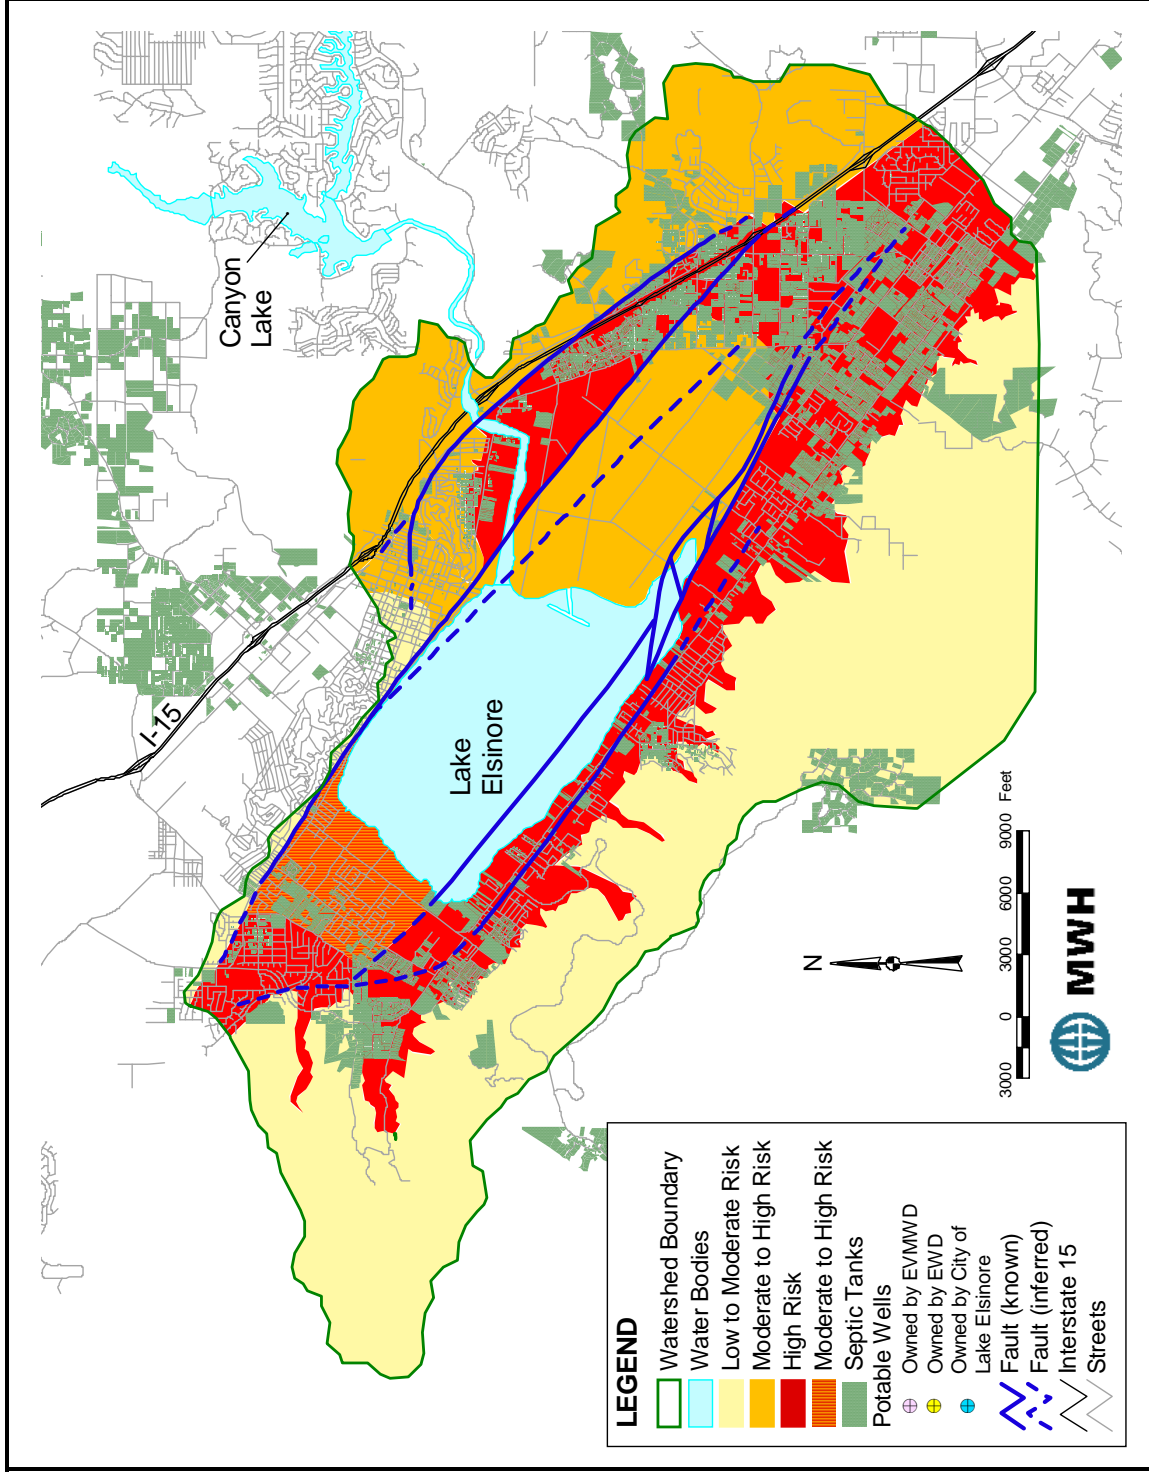 Canyon
Lake
I-15
Lake
Elsinore
N
3000 0 3000 6000 9000 Feet
MWH
LEGEND
Watershed Boundary
Water Bodies
Low to Moderate Risk
Moderate to High Risk
High Risk
Moderate to High Risk
Septic Tanks
Potable Wells
Owned by EVMWD
Owned by EWD
Owned by City of
Lake Elsinore
Fault (known)
Fault (inferred)
Interstate 15
Streets